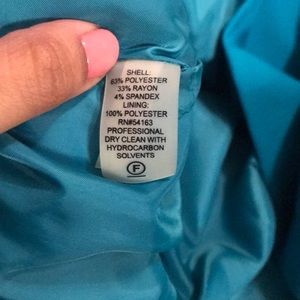 SHELL:
63% POLYESTER
33% RAYON
4% SPANDEX
LINING:
100% POLYESTER
RN#54163
PROFESSIONAL
DRY CLEAN WITH
HYDROCARBON
SOLVENTS
F